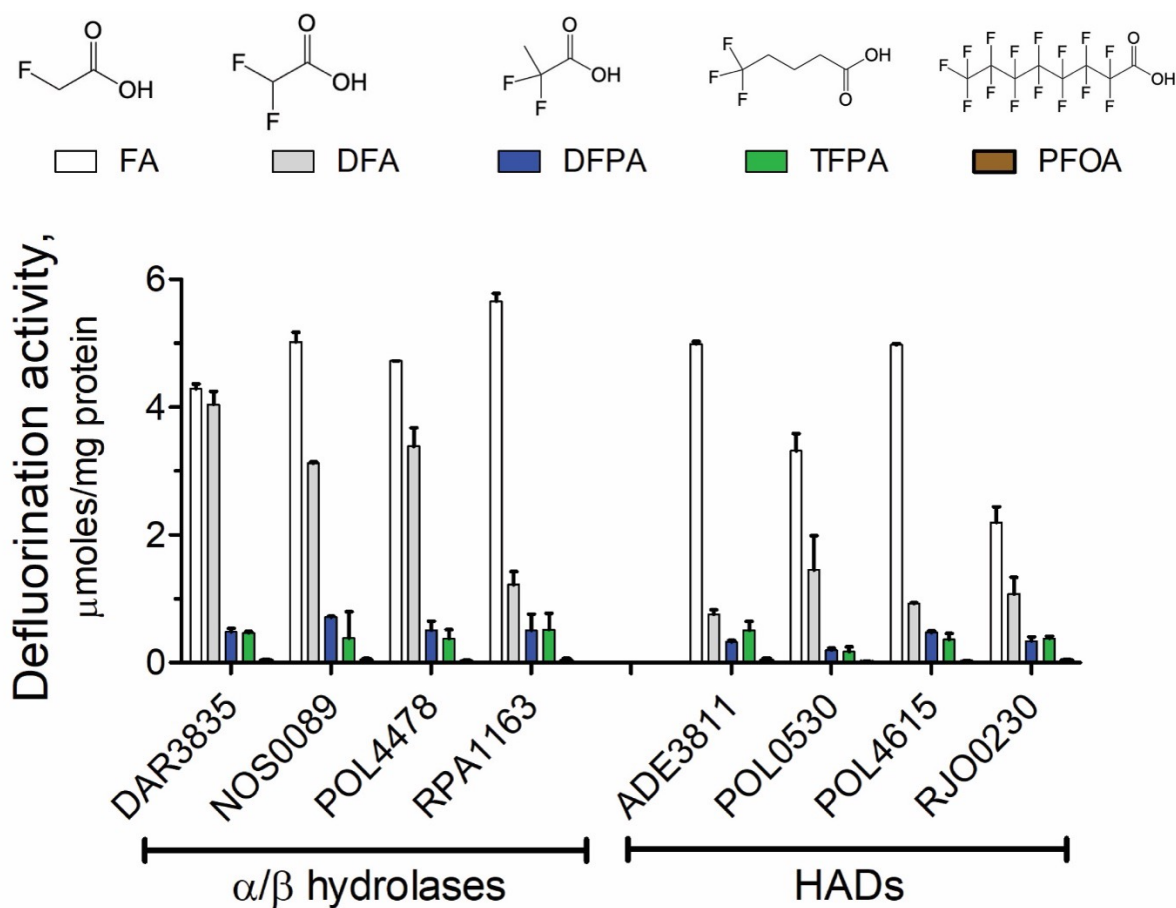 F O OH
F O OH F
O F OH F
F F F OH O
F F F F F F F O F OH F F F F F F F
FA DFA DFPA TFPA PFOA
Defluorination activity,
μmoles/mg protein
6
4
2
0
DAR3835 NOS0089 POL4478 RPA1163 ADE3811 POL0530 POL4615 RJO0230
α/β hydrolases HADs